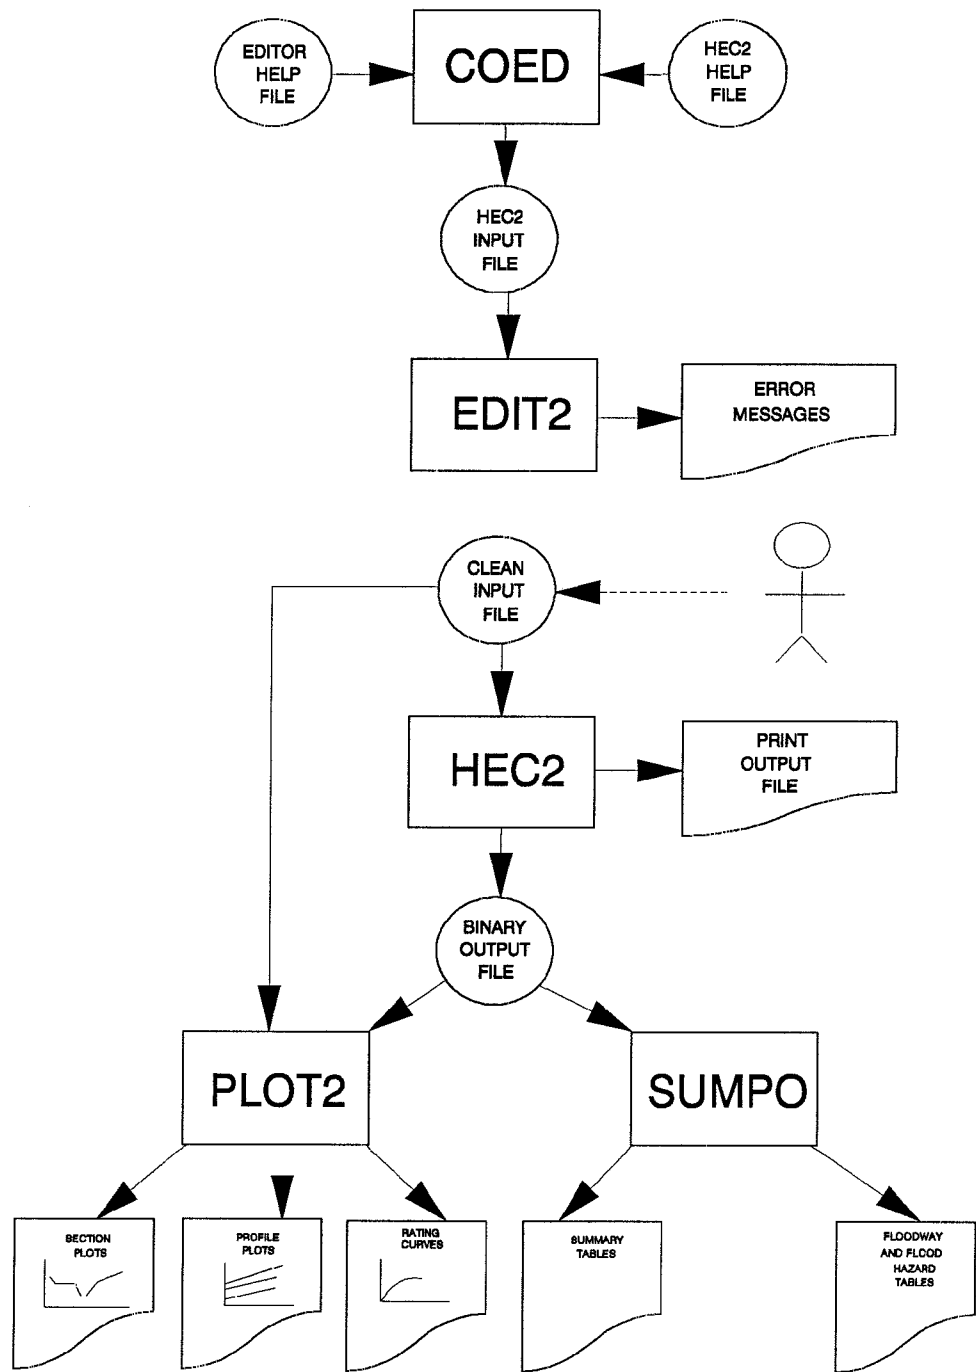 EDITOR
HELP
FILE
COED
HEC2
HELP
FILE
HEC2
INPUT
FILE
EDIT2
ERROR
MESSAGES
CLEAN
INPUT
FILE
HEC2
PRINT
OUTPUT
FILE
BINARY
OUTPUT
FILE
PLOT2
SUMPO
SECTION
PLOTS
PROFILE
PLOTS
RATING
CURVES
SUMMARY
TABLES
FLOODWAY
AND FLOOD
HAZARD
TABLES